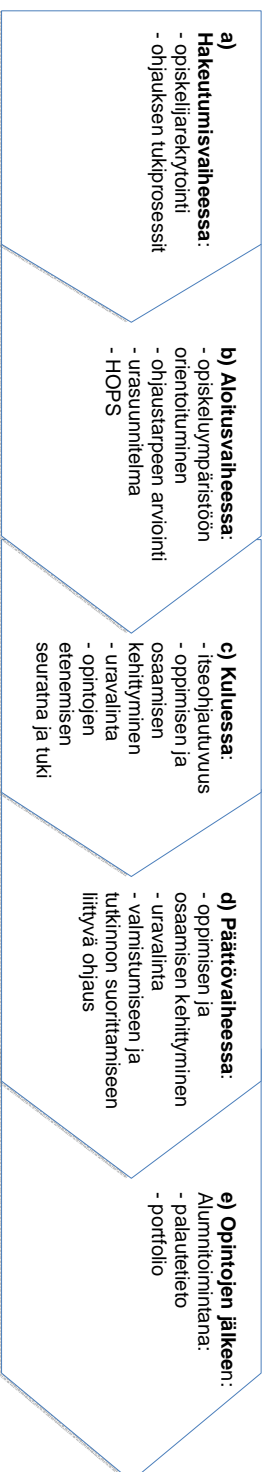 a)
Hakeutumisvaiheessa:
- opiskelijarekrytointi
- ohjauksen tukiprosessit
b) Aloitusvaiheessa:
- opiskeluympäristöön
orientoituminen
- ohjaustarpeen arviointi
- urasuunnitelma
- HOPS
c) Kuluessa:
- itseohjautuvuus
- oppimisen ja
osaamisen
kehittyminen
- uravalinta
- opintojen
etenemisen
seuratna ja tuki
d) Päättövaiheessa:
- oppimisen ja
osaamisen kehittyminen
- uravalinta
- valmistumiseen ja
tutkinnon suorittamiseen
liittyvä ohjaus
e) Opintojen jälkeen:
Alumnitoimintana:
- palautetieto
- portfolio